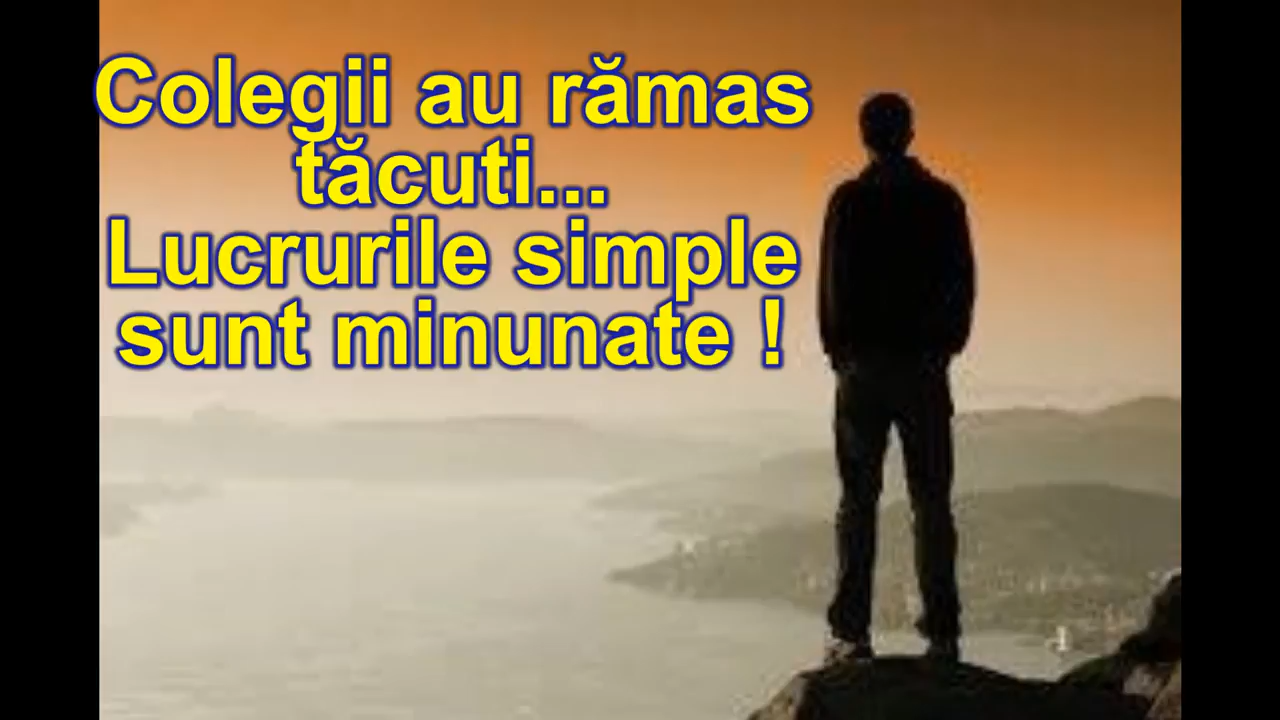 Colegii au rămas
tăcuti...
Lucrurile simple
sunt minunate !